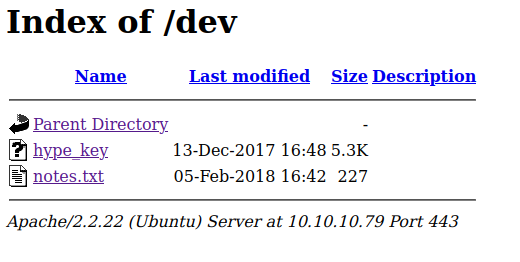 Index of /dev
Name Last modified Size Description
Parent Directory -
hype_key 13-Dec-2017 16:48 5.3K
notes.txt 05-Feb-2018 16:42 227
Apache/2.2.22 (Ubuntu) Server at 10.10.10.79 Port 443